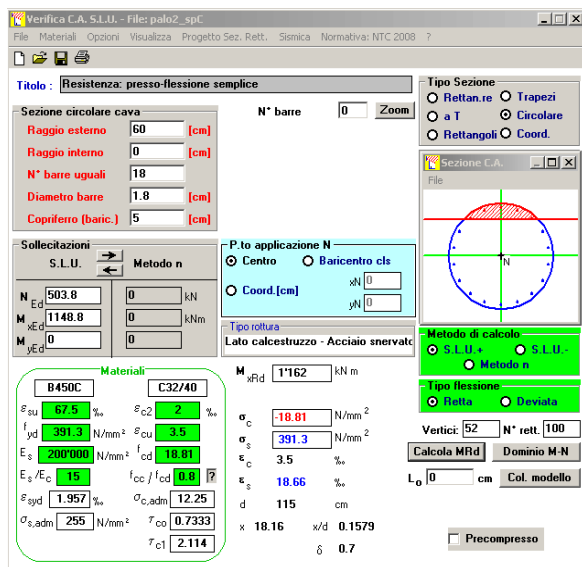 Verifica C.A. S.L.U. - File: palo2_spC
File Materiali Opzioni Visualizza Progetto Sez. Rett. Sismica Normativa: NTC 2008 ?
Titolo : Resistenza: presso-flessione semplice
Tipo Sezione
Rettan.re Trapezi
a T Circolare
Rettangoli Coord.
Sezione circolare cava
Raggio esterno 60 [cm]
Raggio interno 0 [cm]
N° barre uguali 18
Diametro barre 1.8 [cm]
Copriferro (baric.) 5 [cm]
N° barre 0 Zoom
Sezione C.A.
File
N
Sollecitazioni
S.L.U. Metodo n
N Ed 503.8 0 kN
M xEd 1148.8 0 kNm
M yEd 0 0
P.to applicazione N
Centro Baricentro cls
Coord.[cm] xN 0
yN 0
Tipo rottura
Lato calcestruzzo - Acciaio snervato
Metodo di calcolo
S.L.U.+ S.L.U.-
Metodo n
Tipo flessione
Retta Deviata
Materiali
B450C C32/40
εsu 67.5 ‰ εc2 2 ‰
fyd 391.3 N/mm² εcu 3.5
Es 200'000 N/mm² fcd 18.81
Es/Ec 15 fcc / fcd 0.8 ?
εsyd 1.957 ‰ σc,adm 12.25
σs,adm 255 N/mm² τco 0.7333
τc1 2.114
M xRd 1'162 kN m
σc -18.81 N/mm²
σs 391.3 N/mm²
εc 3.5 ‰
εs 18.66 ‰
d 115 cm
x 18.16 x/d 0.1579
δ 0.7
Vertici: 52 N° rett. 100
Calcola MRd Dominio M-N
Lo 0 cm Col. modello
Precompresso